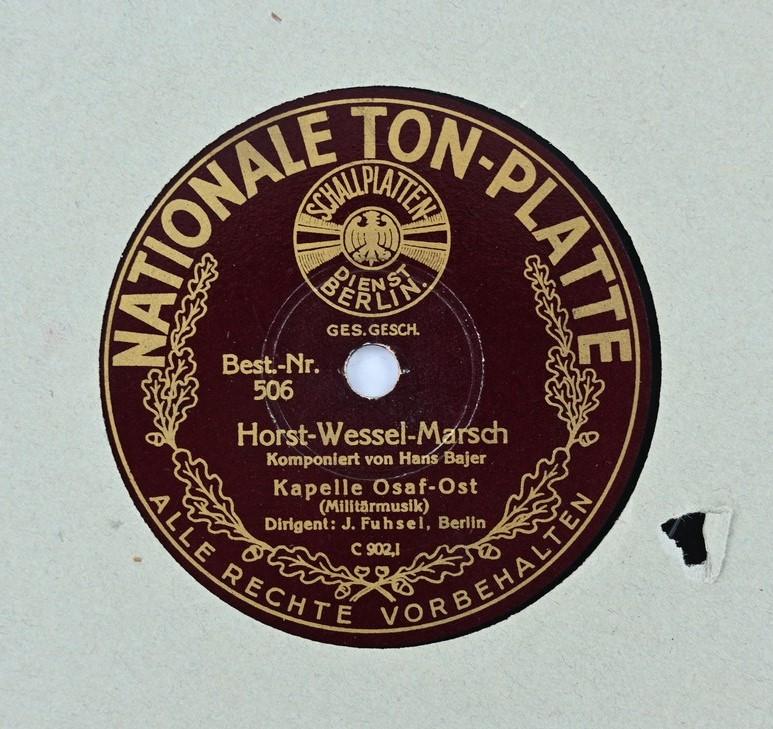 NATIONALE TON-PLATTE
SCHALLPLATTEN
DIENST
BERLIN.
GES. GESCH.
Best.-Nr.
506
Horst-Wessel-Marsch
Komponiert von Hans Bajer
Kapelle Osaf-Ost
(Militärmusik)
Dirigent: J. Fuhsel, Berlin
C 902,I
ALLE RECHTE VORBEHALTEN